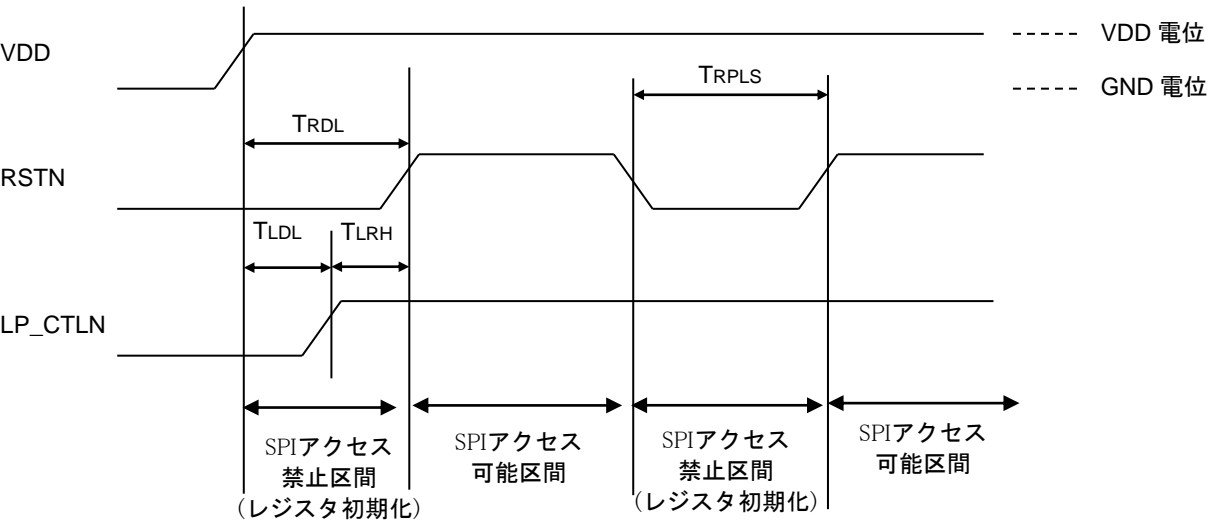 VDD
VDD 電位
GND 電位
TRPLS
TRDL
RSTN
TLDL
TLRH
LP_CTLN
SPIアクセス
禁止区間
(レジスタ初期化)
SPIアクセス
可能区間
SPIアクセス
禁止区間
(レジスタ初期化)
SPIアクセス
可能区間